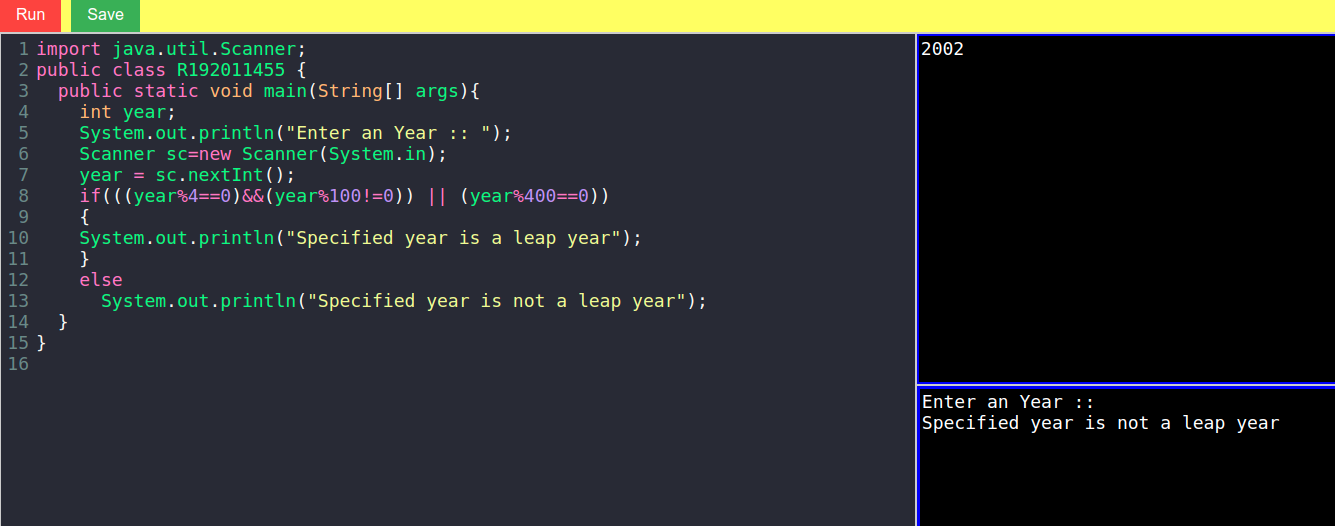 Run Save
1 import java.util.Scanner;
2 public class R192011455 {
3   public static void main(String[] args){
4     int year;
5     System.out.println("Enter an Year :: ");
6     Scanner sc=new Scanner(System.in);
7     year = sc.nextInt();
8     if(((year%4==0)&&(year%100!=0)) || (year%400==0))
9     {
10     System.out.println("Specified year is a leap year");
11     }
12     else
13       System.out.println("Specified year is not a leap year");
14   }
15 }
16
2002
Enter an Year ::
Specified year is not a leap year